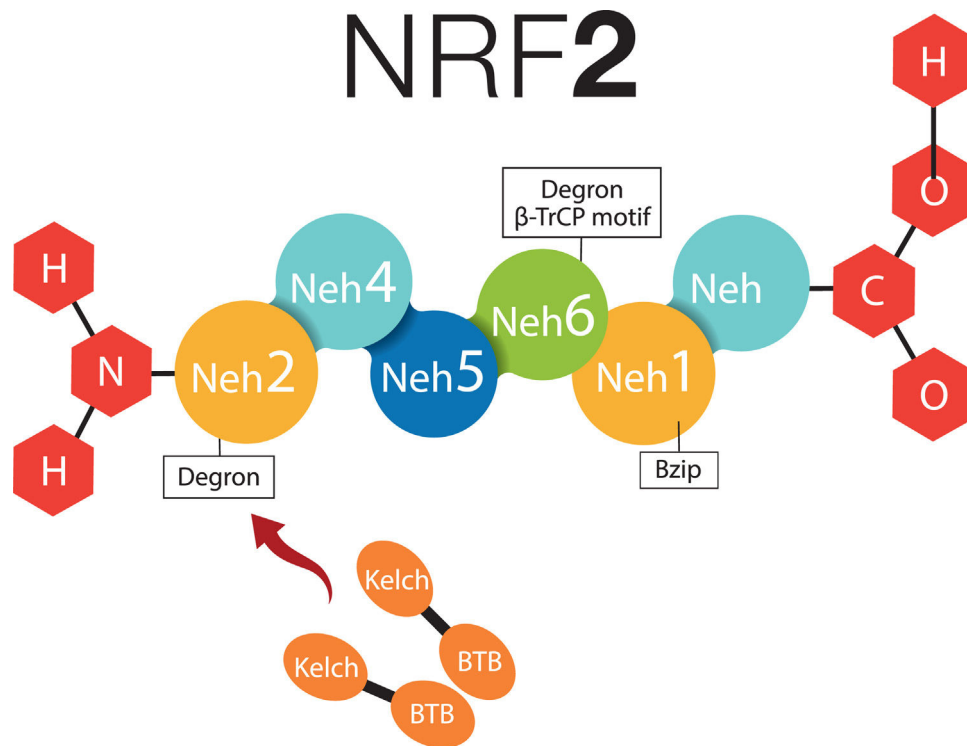 NRF2
H
O
C
O
Degron
β-TrCP motif
H
N
H
Neh2
Neh4
Neh5
Neh6
Neh1
Neh
Degron
Bzip
Kelch
BTB
Kelch
BTB